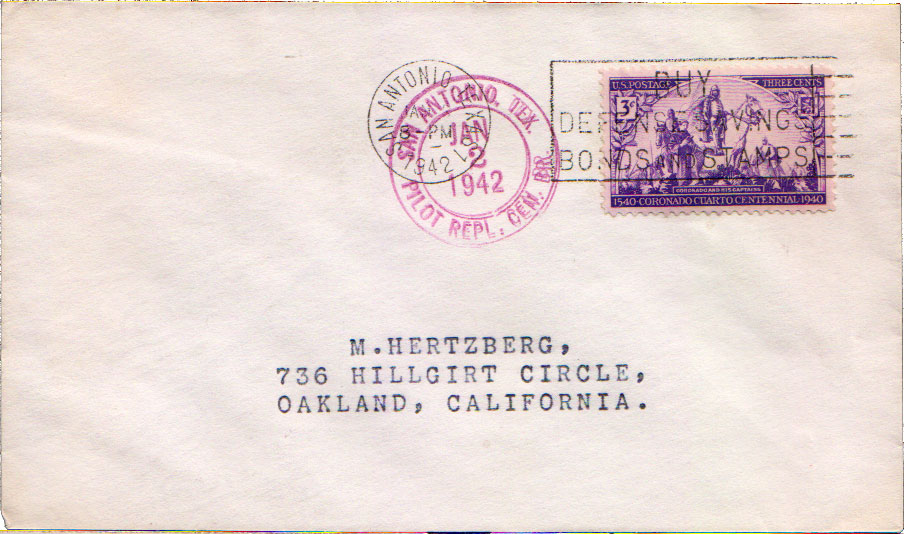 SAN ANTONIO
TEX
8 PM
1942
SAN ANTONIO, TEX.
JAN
2
1942
PILOT REPL. CEN. BR.
BUY
DEFENSE SAVINGS
BONDS AND STAMPS
U.S. POSTAGE THREE CENTS
3¢
CORONADO AND HIS CAPTAINS
1540·CORONADO CUARTO CENTENNIAL·1940
M.HERTZBERG,
736 HILLGIRT CIRCLE,
OAKLAND, CALIFORNIA.